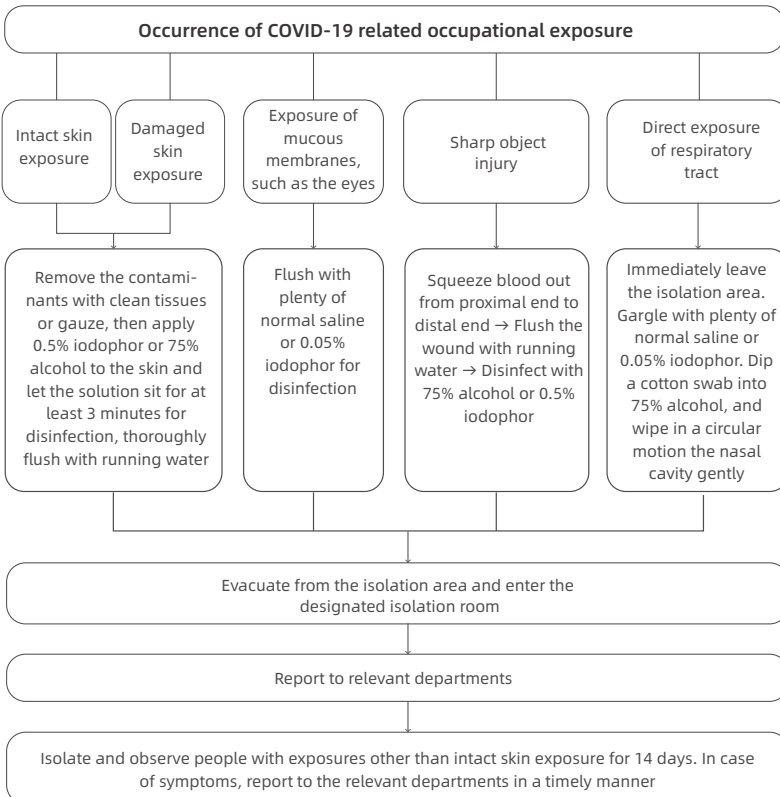 Occurrence of COVID-19 related occupational exposure
Intact skin
exposure
Damaged
skin
exposure
Exposure of
mucous
membranes,
such as the eyes
Sharp object
injury
Direct exposure
of respiratory
tract
Remove the contami-
nants with clean tissues
or gauze, then apply
0.5% iodophor or 75%
alcohol to the skin and
let the solution sit for at
least 3 minutes for
disinfection, thoroughly
flush with running water
Flush with
plenty of
normal saline
or 0.05%
iodophor for
disinfection
Squeeze blood out
from proximal end to
distal end → Flush the
wound with running
water → Disinfect with
75% alcohol or 0.5%
iodophor
Immediately leave
the isolation area.
Gargle with plenty of
normal saline or
0.05% iodophor. Dip
a cotton swab into
75% alcohol, and
wipe in a circular
motion the nasal
cavity gently
Evacuate from the isolation area and enter the
designated isolation room
Report to relevant departments
Isolate and observe people with exposures other than intact skin exposure for 14 days. In case
of symptoms, report to the relevant departments in a timely manner